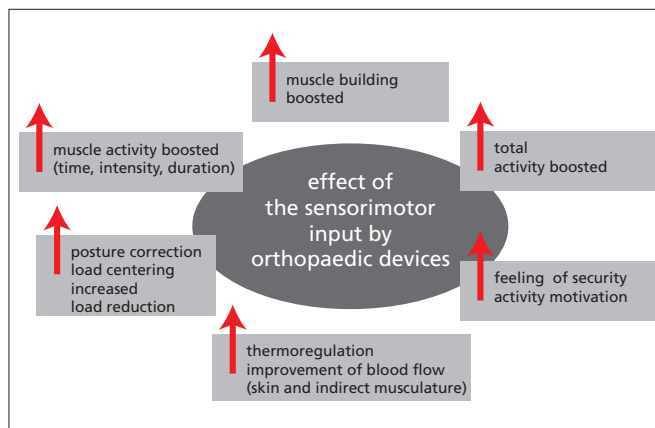 muscle building
boosted
muscle activity boosted
(time, intensity, duration)
total
activity boosted
effect of
the sensorimotor
input by
orthopaedic devices
posture correction
load centering
increased
load reduction
feeling of security
activity motivation
thermoregulation
improvement of blood flow
(skin and indirect musculature)